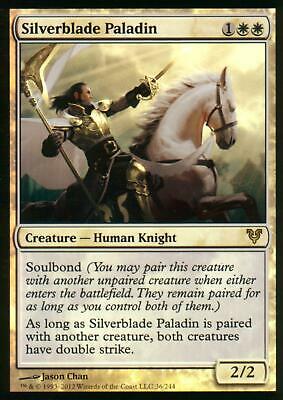 Silverblade Paladin 1
Creature — Human Knight
Soulbond (You may pair this creature
with another unpaired creature when either
enters the battlefield. They remain paired for
as long as you control both of them.)
As long as Silverblade Paladin is paired
with another creature, both creatures
have double strike.
Jason Chan
™ & © 1993–2012 Wizards of the Coast LLC 36/244
2/2